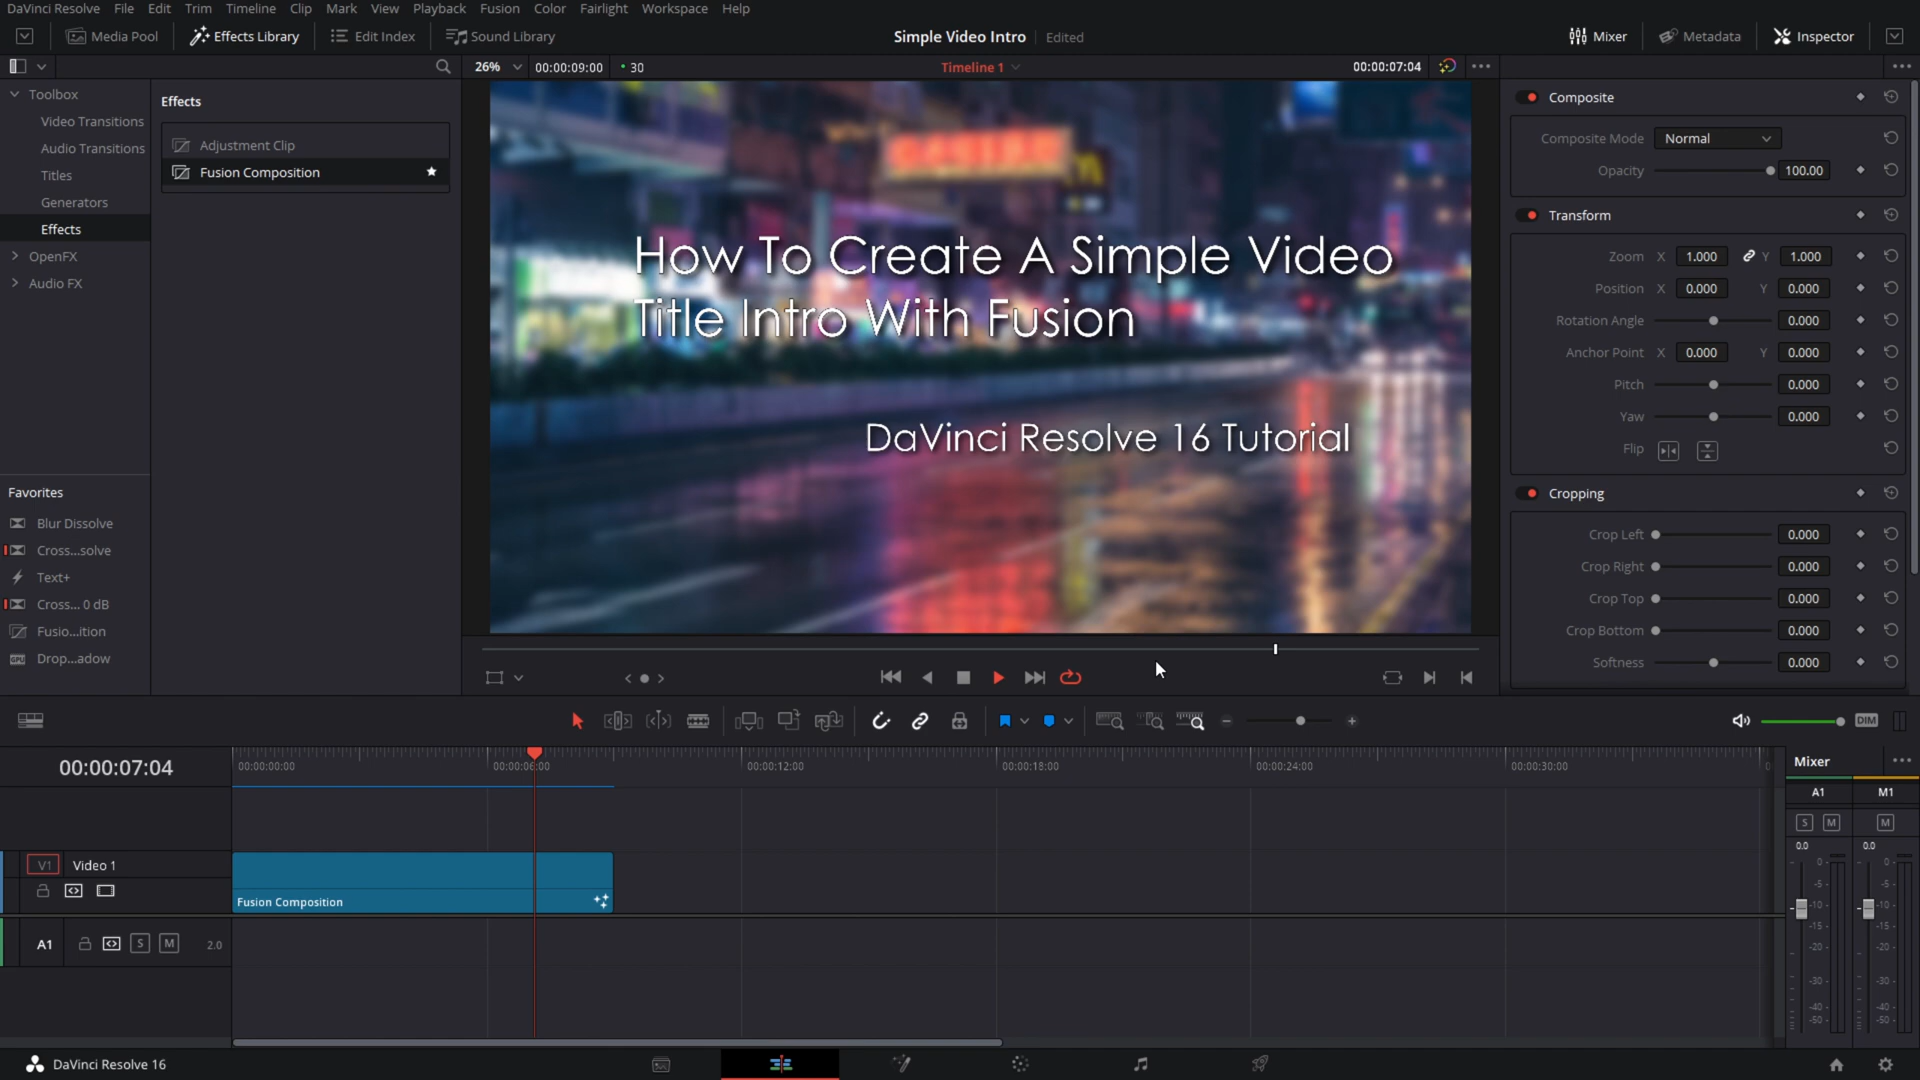 DaVinci Resolve File Edit Trim Timeline Clip Mark View Playback Fusion Color Fairlight Workspace Help
Media Pool Effects Library Edit Index Sound Library Simple Video Intro Edited Mixer Metadata Inspector
26% 00:00:09:00 30 Timeline 1 00:00:07:04
Toolbox
Video Transitions
Audio Transitions
Titles
Generators
Effects
OpenFX
Audio FX
Effects
Adjustment Clip
Fusion Composition
Favorites
Blur Dissolve
Cross...solve
Text+
Cross... 0 dB
Fusio...ition
Drop...adow
How To Create A Simple Video
Title Intro With Fusion
DaVinci Resolve 16 Tutorial
Composite
Composite Mode Normal
Opacity 100.00
Transform
Zoom X 1.000 Y 1.000
Position X 0.000 Y 0.000
Rotation Angle 0.000
Anchor Point X 0.000 Y 0.000
Pitch 0.000
Yaw 0.000
Flip
Cropping
Crop Left 0.000
Crop Right 0.000
Crop Top 0.000
Crop Bottom 0.000
Softness 0.000
DIM
00:00:07:04
00:00:00:00 00:00:06:00 00:00:12:00 00:00:18:00 00:00:24:00 00:00:30:00
V1 Video 1
Fusion Composition
A1 S M 2.0
Mixer
A1 M1
S M M
0.0 0.0
0 0
-5 -5
-10 -10
-15 -15
-20 -20
-30 -30
-40 -40
-50 -50
DaVinci Resolve 16